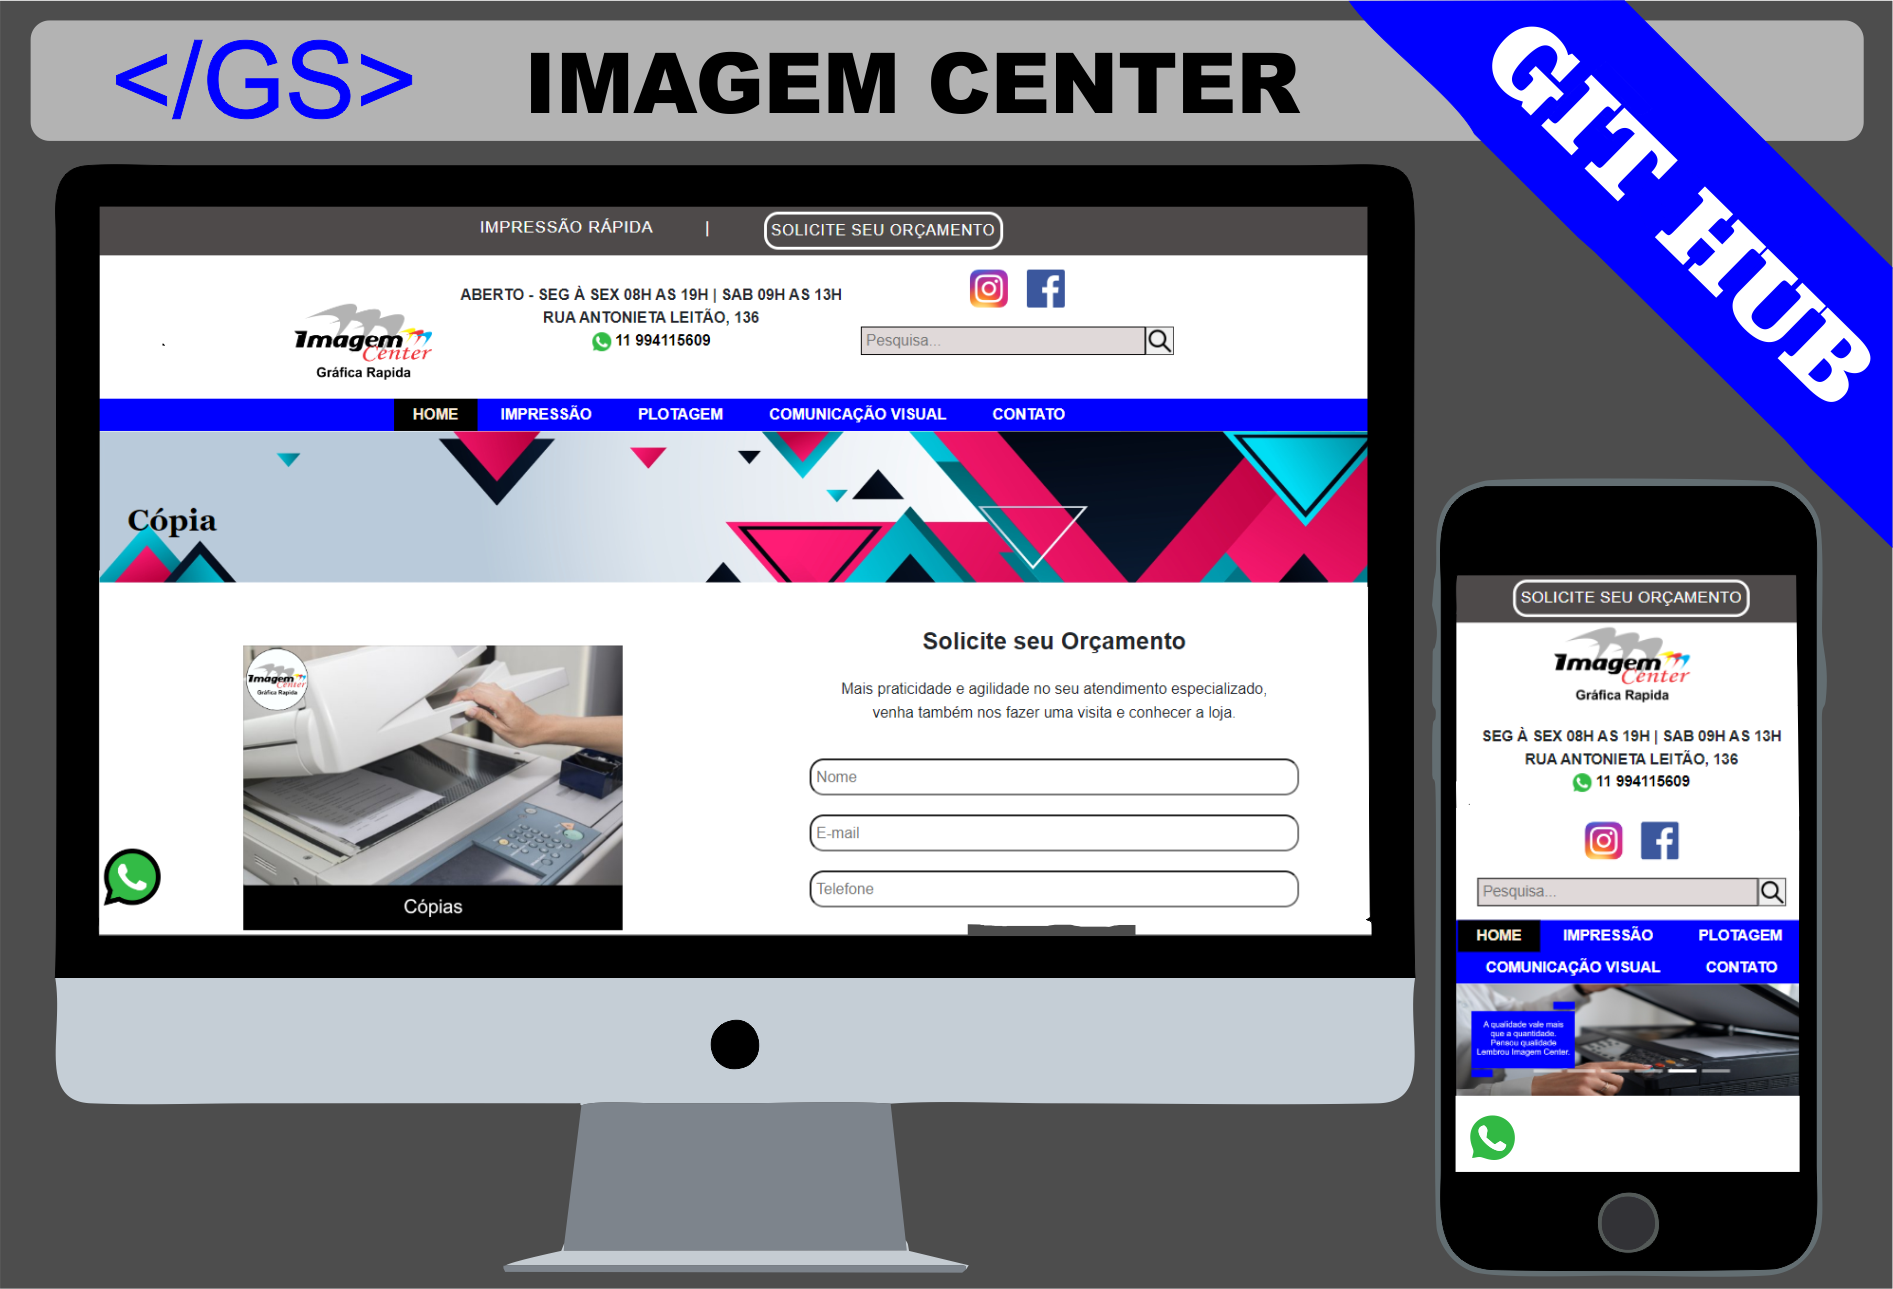 </GS>
IMAGEM CENTER
GIT HUB
IMPRESSÃO RÁPIDA | SOLICITE SEU ORÇAMENTO
Imagem
Center
Gráfica Rapida
ABERTO - SEG À SEX 08H AS 19H | SAB 09H AS 13H
RUA ANTONIETA LEITÃO, 136
11 994115609
Pesquisa...
HOME IMPRESSÃO PLOTAGEM COMUNICAÇÃO VISUAL CONTATO
Cópia
Imagem
Center
Gráfica Rapida
Cópias
Solicite seu Orçamento
Mais praticidade e agilidade no seu atendimento especializado,
venha também nos fazer uma visita e conhecer a loja.
Nome
E-mail
Telefone
SOLICITE SEU ORÇAMENTO
Imagem
Center
Gráfica Rapida
SEG À SEX 08H AS 19H | SAB 09H AS 13H
RUA ANTONIETA LEITÃO, 136
11 994115609
Pesquisa...
HOME IMPRESSÃO PLOTAGEM
COMUNICAÇÃO VISUAL CONTATO
A qualidade vale mais
que a quantidade.
Pensou qualidade
Lembrou Imagem Center.